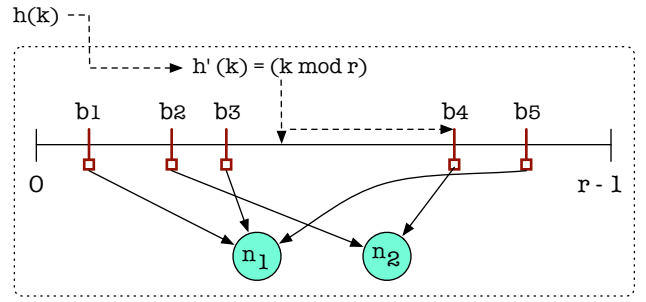 h(k)
h' (k) = (k mod r)
b1 b2 b3 b4 b5
0 r - 1
n1 n2